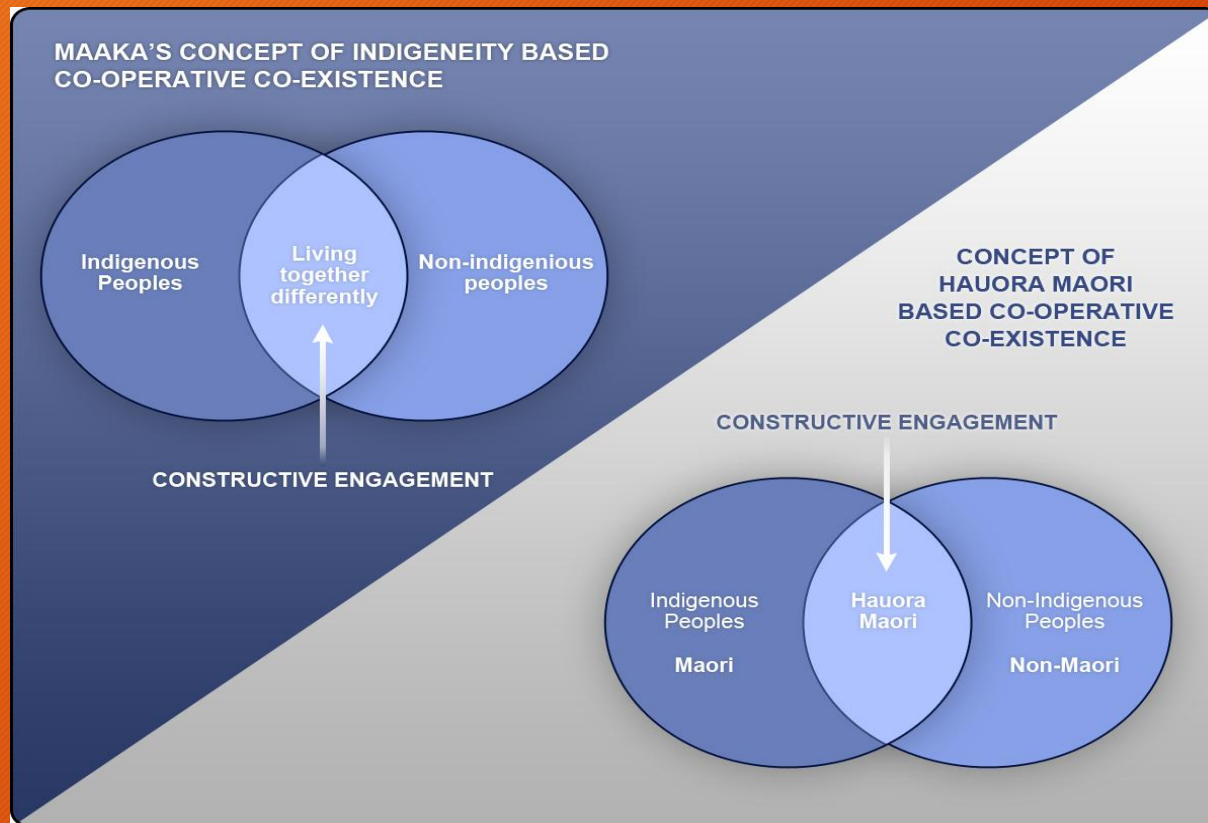 MAAKA'S CONCEPT OF INDIGENEITY BASED
CO-OPERATIVE CO-EXISTENCE
Indigenous
Peoples
Living
together
differently
Non-indigenious
peoples
CONSTRUCTIVE ENGAGEMENT
CONCEPT OF
HAUORA MAORI
BASED CO-OPERATIVE
CO-EXISTENCE
CONSTRUCTIVE ENGAGEMENT
Indigenous
Peoples
Maori
Hauora
Maori
Non-Indigenous
Peoples
Non-Maori